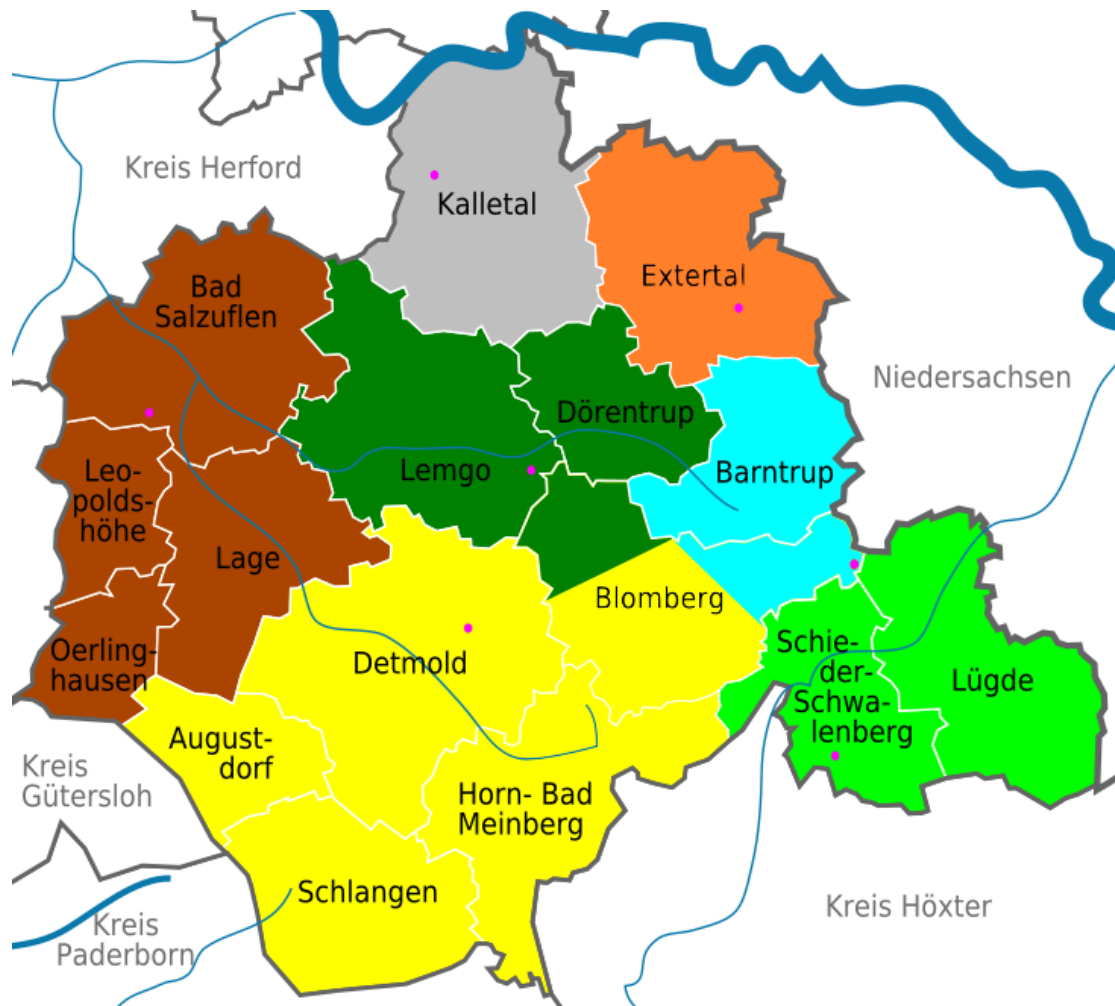 Kreis Herford
Kalletal
Extertal
Bad
Salzuflen
Niedersachsen
Dörentrup
Lemgo
Barntrup
Leo-
polds-
höhe
Lage
Blomberg
Oerling-
hausen
Detmold
Schie-
der-
Schwa-
lenberg
Lügde
August-
dorf
Kreis
Gütersloh
Horn- Bad
Meinberg
Schlangen
Kreis
Paderborn
Kreis Höxter